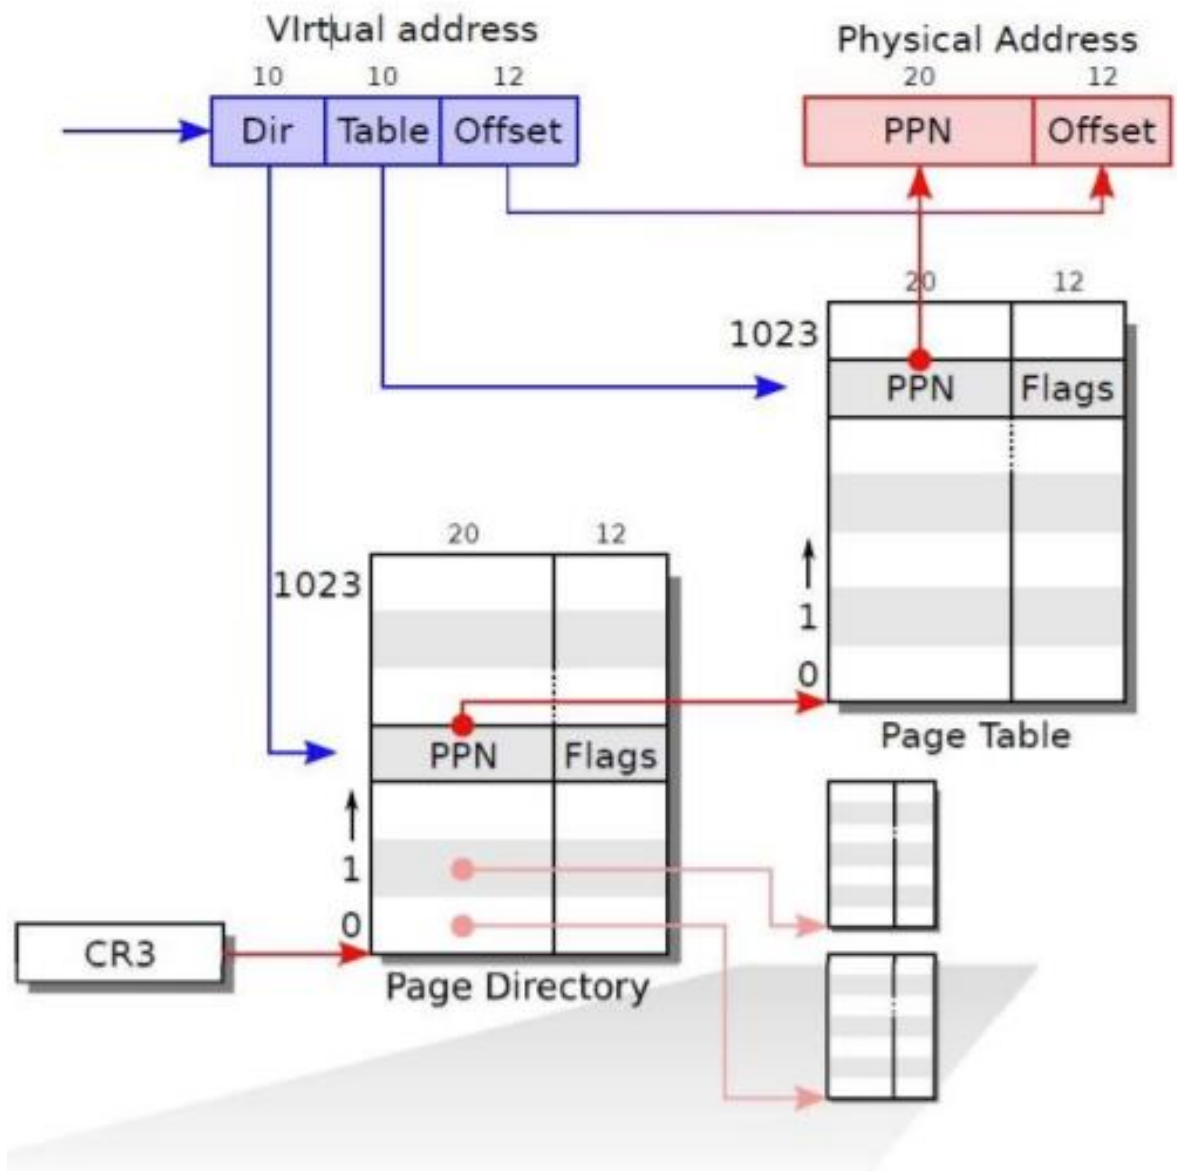 VIrtual address
Physical Address
10 10 12
20 12
Dir Table Offset
PPN Offset
20 12
1023
PPN Flags
20 12
1023
1
0
Page Table
PPN Flags
1
0
CR3
Page Directory